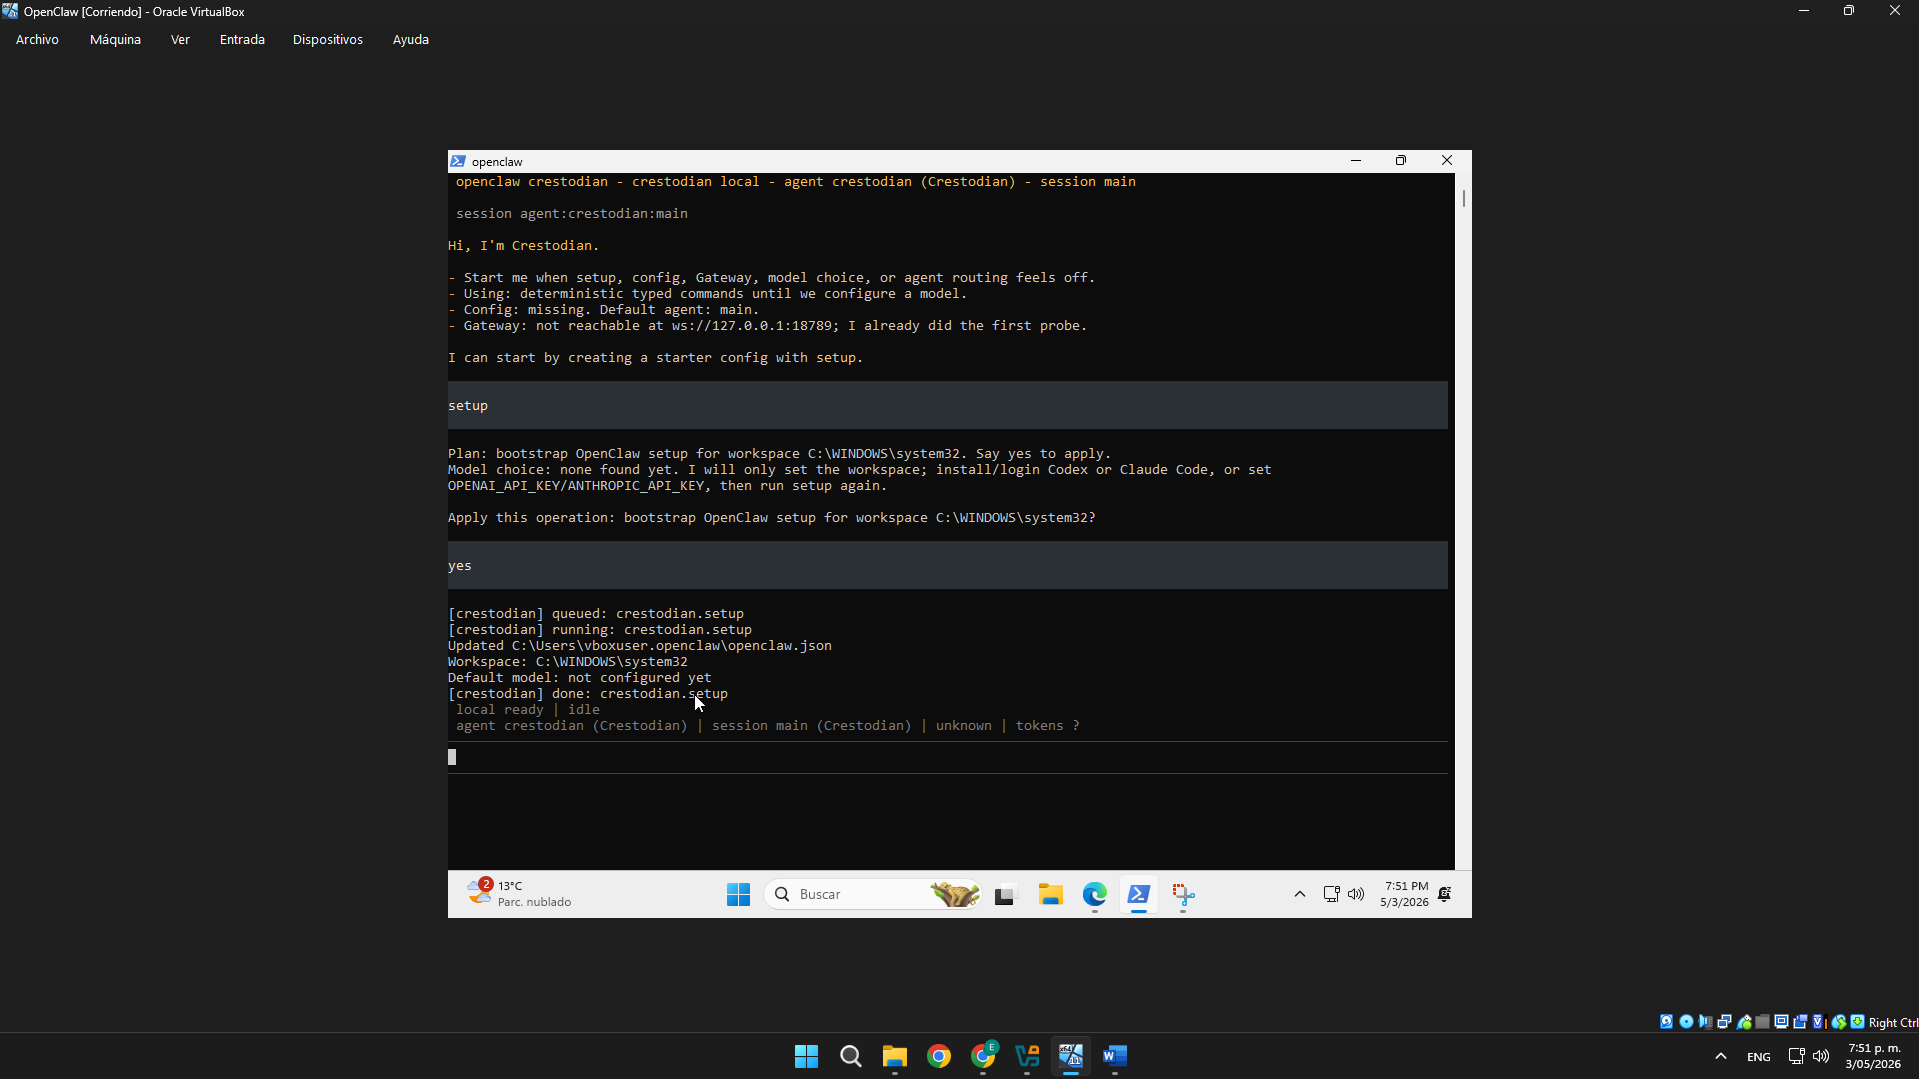 OpenClaw [Corriendo] - Oracle VirtualBox
Archivo Máquina Ver Entrada Dispositivos Ayuda
openclaw
openclaw crestodian - crestodian local - agent crestodian (Crestodian) - session main
session agent:crestodian:main
Hi, I'm Crestodian.
- Start me when setup, config, Gateway, model choice, or agent routing feels off.
- Using: deterministic typed commands until we configure a model.
- Config: missing. Default agent: main.
- Gateway: not reachable at ws://127.0.0.1:18789; I already did the first probe.
I can start by creating a starter config with setup.
setup
Plan: bootstrap OpenClaw setup for workspace C:\WINDOWS\system32. Say yes to apply.
Model choice: none found yet. I will only set the workspace; install/login Codex or Claude Code, or set
OPENAI_API_KEY/ANTHROPIC_API_KEY, then run setup again.
Apply this operation: bootstrap OpenClaw setup for workspace C:\WINDOWS\system32?
yes
[crestodian] queued: crestodian.setup
[crestodian] running: crestodian.setup
Updated C:\Users\vboxuser.openclaw\openclaw.json
Workspace: C:\WINDOWS\system32
Default model: not configured yet
[crestodian] done: crestodian.setup
local ready | idle
agent crestodian (Crestodian) | session main (Crestodian) | unknown | tokens ?
2
13°C
Parc. nublado
Buscar
7:51 PM
5/3/2026
Right Ctrl
E
ENG
7:51 p. m.
3/05/2026